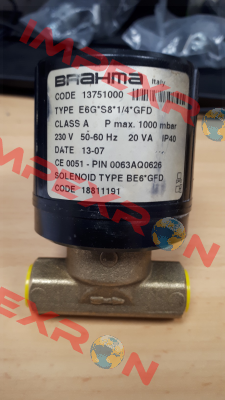 BRAHMA Italy
CODE 13751000
TYPE E6G*S8*1/4*GFD
CLASS A P max. 1000 mbar
230 V 50-60 Hz 20 VA IP40
DATE 13-07
CE 0051 - PIN 0063AQ0626
SOLENOID TYPE BE6*GFD
CODE 18811191
IMPEXRON